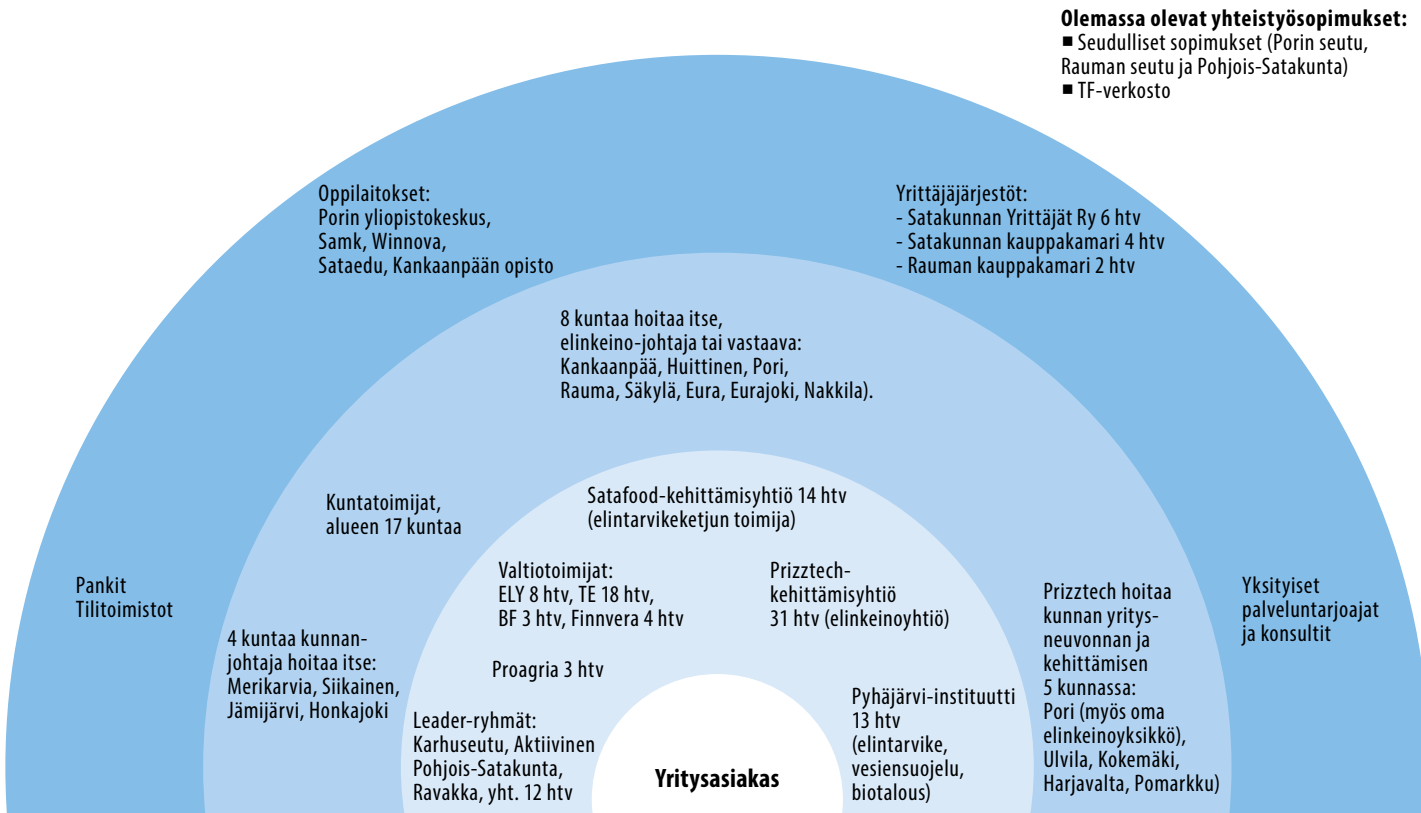 Olemassa olevat yhteistyösopimukset:
■ Seudulliset sopimukset (Porin seutu,
Rauman seutu ja Pohjois-Satakunta)
■ TF-verkosto
Oppilaitokset:
Porin yliopistokeskus,
Samk, Winnova,
Sataedu, Kankaanpään opisto
Yrittäjäjärjestöt:
- Satakunnan Yrittäjät Ry 6 htv
- Satakunnan kauppakamari 4 htv
- Rauman kauppakamari 2 htv
8 kuntaa hoitaa itse,
elinkeino-johtaja tai vastaava:
Kankaanpää, Huittinen, Pori,
Rauma, Säkylä, Eura, Eurajoki, Nakkila).
Kuntatoimijat,
alueen 17 kuntaa
Satafood-kehittämisyhtiö 14 htv
(elintarvikeketjun toimija)
Pankit
Tilitoimistot
4 kuntaa kunnan-
johtaja hoitaa itse:
Merikarvia, Siikainen,
Jämijärvi, Honkajoki
Valtiotoimijat:
ELY 8 htv, TE 18 htv,
BF 3 htv, Finnvera 4 htv
Proagria 3 htv
Leader-ryhmät:
Karhuseutu, Aktiivinen
Pohjois-Satakunta,
Ravakka, yht. 12 htv
Prizztech-
kehittämisyhtiö
31 htv (elinkeinoyhtiö)
Pyhäjärvi-instituutti
13 htv
(elintarvike,
vesiensuojelu,
biotalous)
Prizztech hoitaa
kunnan yritys-
neuvonnan ja
kehittämisen
5 kunnassa:
Pori (myös oma
elinkeinoyksikkö),
Ulvila, Kokemäki,
Harjavalta, Pomarkku)
Yksityiset
palveluntarjoajat
ja konsultit
Yritysasiakas